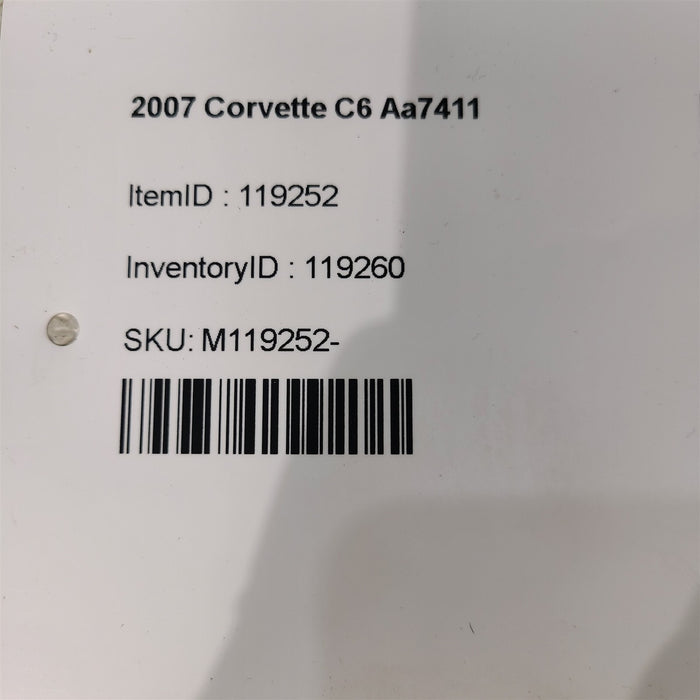 2007 Corvette C6 Aa7411
ItemID : 119252
InventoryID : 119260
SKU: M119252-